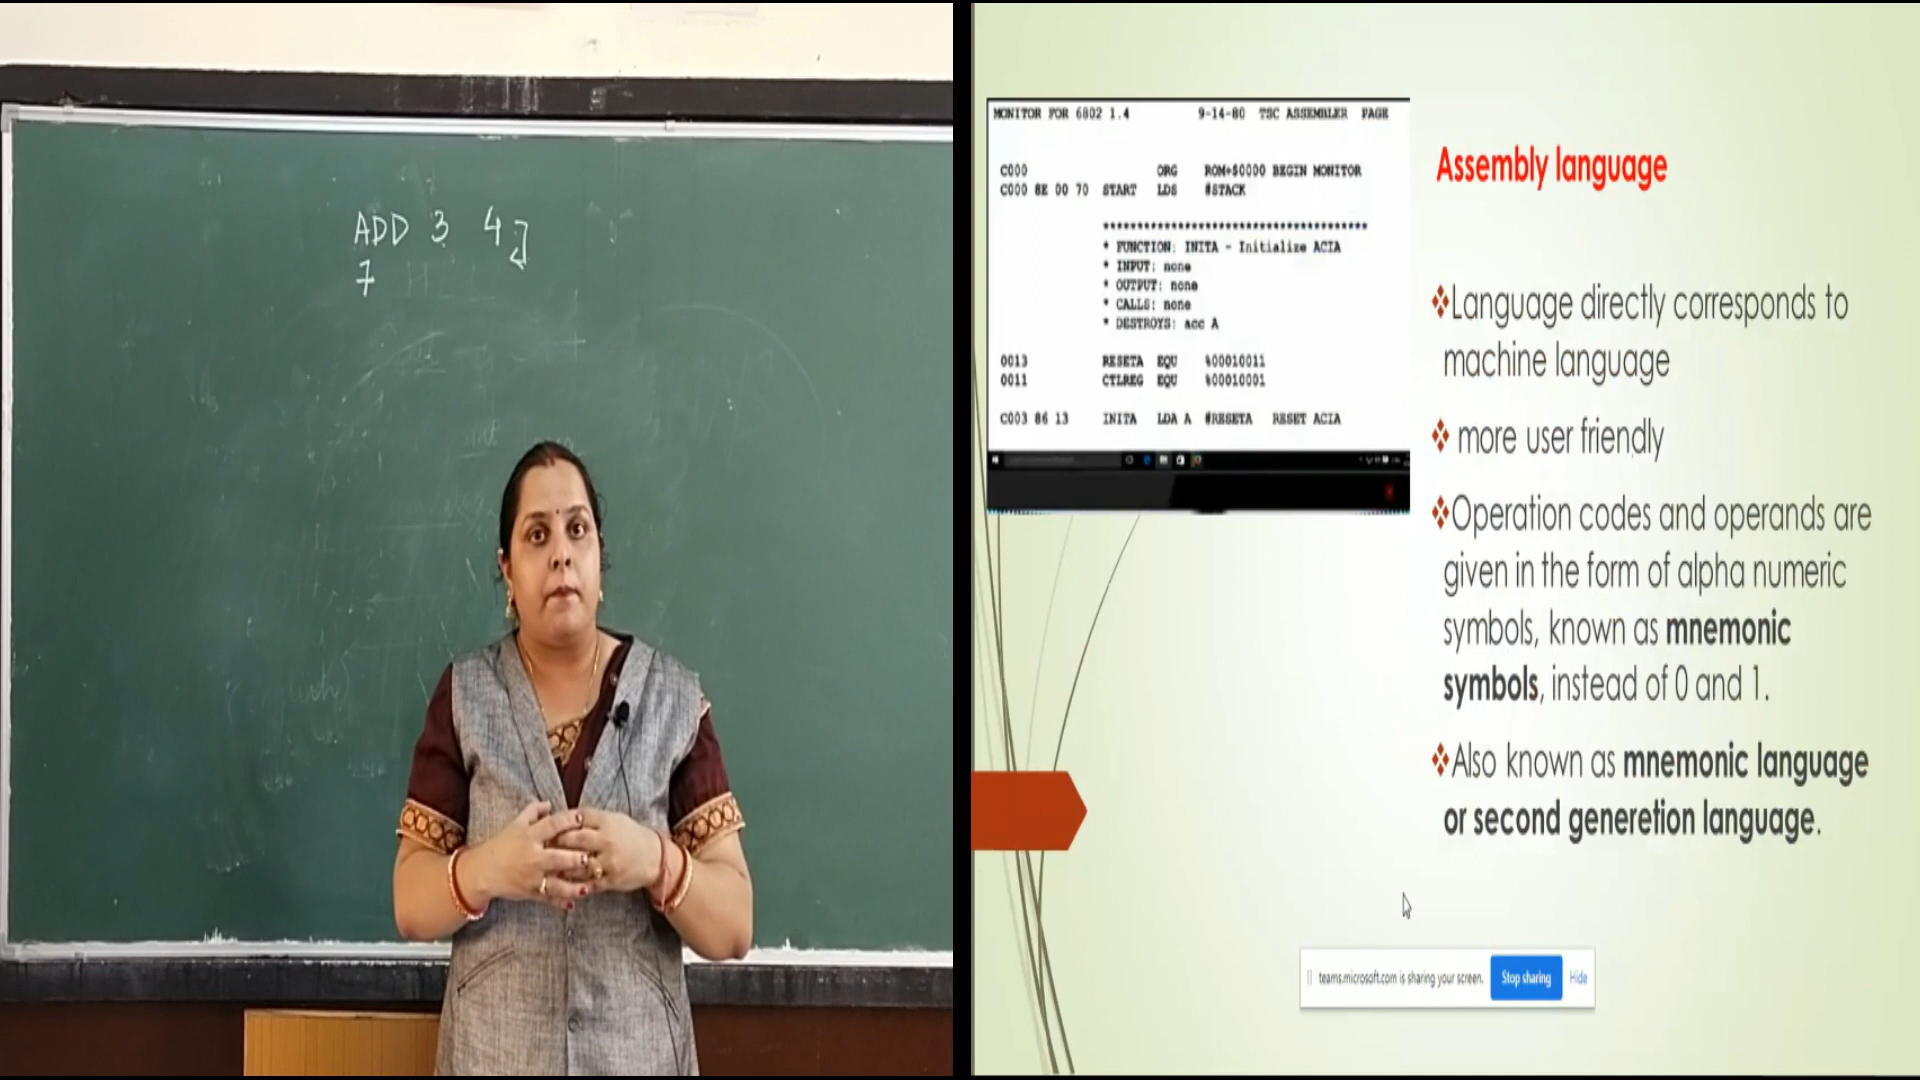 ADD 3 4
7
MONITOR FOR 6802 1.4 9-14-80 TSC ASSEMBLER PAGE
C000 ORG ROM+$0000 BEGIN MONITOR
C000 8E 00 70 START LDS #STACK
***************************************
* FUNCTION: INITA - Initialize ACIA
* INPUT: none
* OUTPUT: none
* CALLS: none
* DESTROYS: acc A
0013 RESETA EQU %00010011
0011 CTLREG EQU %00010001
C003 86 13 INITA LDA A #RESETA RESET ACIA
Assembly language
❖Language directly corresponds to
machine language
❖ more user friendly
❖Operation codes and operands are
given in the form of alpha numeric
symbols, known as mnemonic
symbols, instead of 0 and 1.
❖Also known as mnemonic language
or second generetion language.
teams.microsoft.com is sharing your screen. Stop sharing Hide